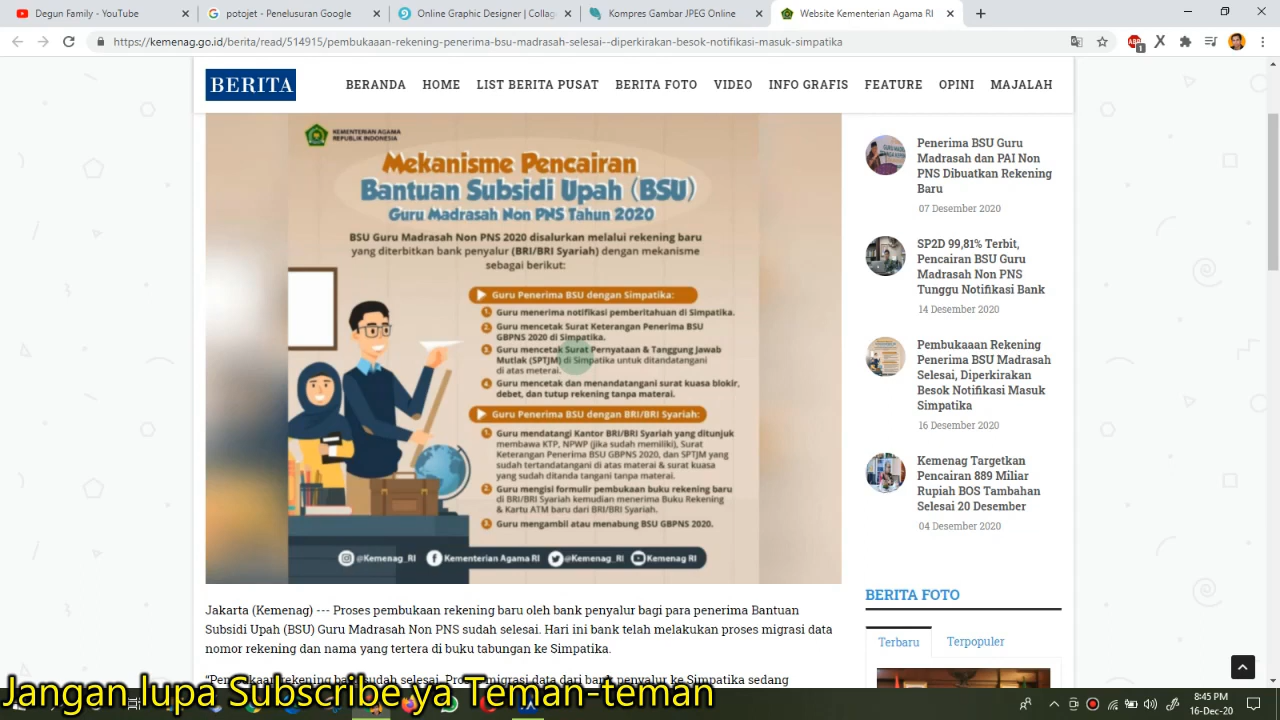 Dedot Family - YouTube
potojet - Penelusuran Google
Online Graphic Designing | Collag
Kompres Gambar JPEG Online
Website Kemenag Agama RI
https://kemenag.go.id/berita/read/514915/pembukaaan-rekening-penerima-bsu-madrasah-selesai--diperkirakan-besok-notifikasi-masuk-simpatika
BERITA
BERANDA HOME LIST BERITA PUSAT BERITA FOTO VIDEO INFO GRAFIS FEATURE OPINI MAJALAH
KEMENTERIAN AGAMA
REPUBLIK INDONESIA
Mekanisme Pencairan
Bantuan Subsidi Upah (BSU)
Guru Madrasah Non PNS Tahun 2020
BSU Guru Madrasah Non PNS 2020 disalurkan melalui rekening baru
yang diterbitkan bank penyalur (BRI/BRI Syariah) dengan mekanisme
sebagai berikut:
Guru Penerima BSU dengan Simpatika:
1. Guru menerima notifikasi pemberitahuan di Simpatika.
2. Guru mencetak Surat Keterangan Penerima BSU
GBPNS 2020 di Simpatika.
3. Guru mencetak Surat Pernyataan & Tanggung Jawab
Mutlak (SPTJM) di Simpatika untuk ditandatangani
di atas meterai.
4. Guru mencetak dan menandatangani surat kuasa blokir,
debet, dan tutup rekening tanpa materai.
Guru Penerima BSU dengan BRI/BRI Syariah:
1. Guru mendatangi Kantor BRI/BRI Syariah yang ditunjuk
membawa KTP, NPWP (jika sudah memiliki), Surat
Keterangan Penerima BSU GBPNS 2020, dan SPTJM yang
sudah tertandatangani di atas materai & surat kuasa
yang sudah ditanda tangani tanpa materai.
2. Guru mengisi formulir pembukaan buku rekening baru
di BRI/BRI Syariah kemudian menerima Buku Rekening
& Kartu ATM baru dari BRI/BRI Syariah.
3. Guru mengambil atau menabung BSU GBPNS 2020.
@Kemenag_RI Kementerian Agama RI @Kemenag_RI Kemenag RI
Jakarta (Kemenag) --- Proses pembukaan rekening baru oleh bank penyalur bagi para penerima Bantuan
Subsidi Upah (BSU) Guru Madrasah Non PNS sudah selesai. Hari ini bank telah melakukan proses migrasi data
nomor rekening dan nama yang tertera di buku tabungan ke Simpatika.
Penerima BSU Guru
Madrasah dan PAI Non
PNS Dibuatkan Rekening
Baru
07 Desember 2020
SP2D 99,81% Terbit,
Pencairan BSU Guru
Madrasah Non PNS
Tunggu Notifikasi Bank
14 Desember 2020
Pembukaaan Rekening
Penerima BSU Madrasah
Selesai, Diperkirakan
Besok Notifikasi Masuk
Simpatika
16 Desember 2020
Kemenag Targetkan
Pencairan 889 Miliar
Rupiah BOS Tambahan
Selesai 20 Desember
04 Desember 2020
BERITA FOTO
Terbaru Terpopuler
Jangan lupa Subscribe ya Teman-teman
8:45 PM
16-Dec-20